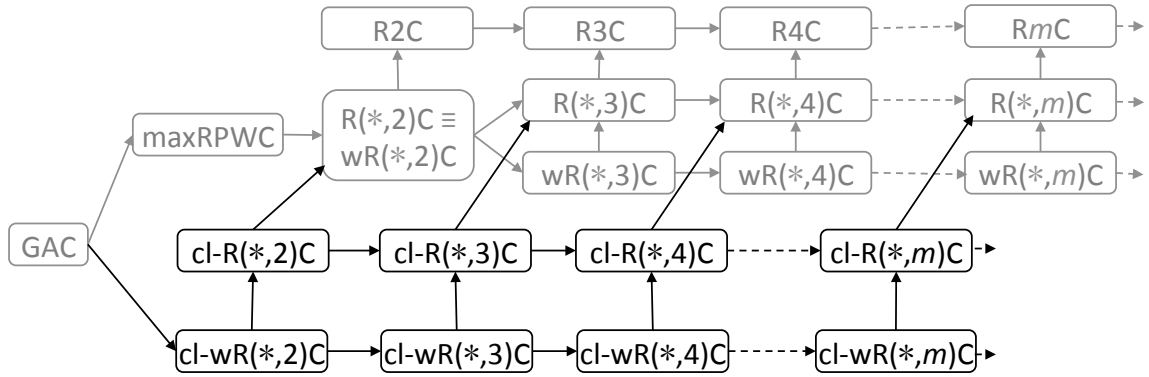 R2C
R3C
R4C
RmC
R(*,2)C ≡
wR(*,2)C
R(*,3)C
R(*,4)C
R(*,m)C
maxRPWC
wR(*,3)C
wR(*,4)C
wR(*,m)C
GAC
cl-R(*,2)C
cl-R(*,3)C
cl-R(*,4)C
cl-R(*,m)C
cl-wR(*,2)C
cl-wR(*,3)C
cl-wR(*,4)C
cl-wR(*,m)C